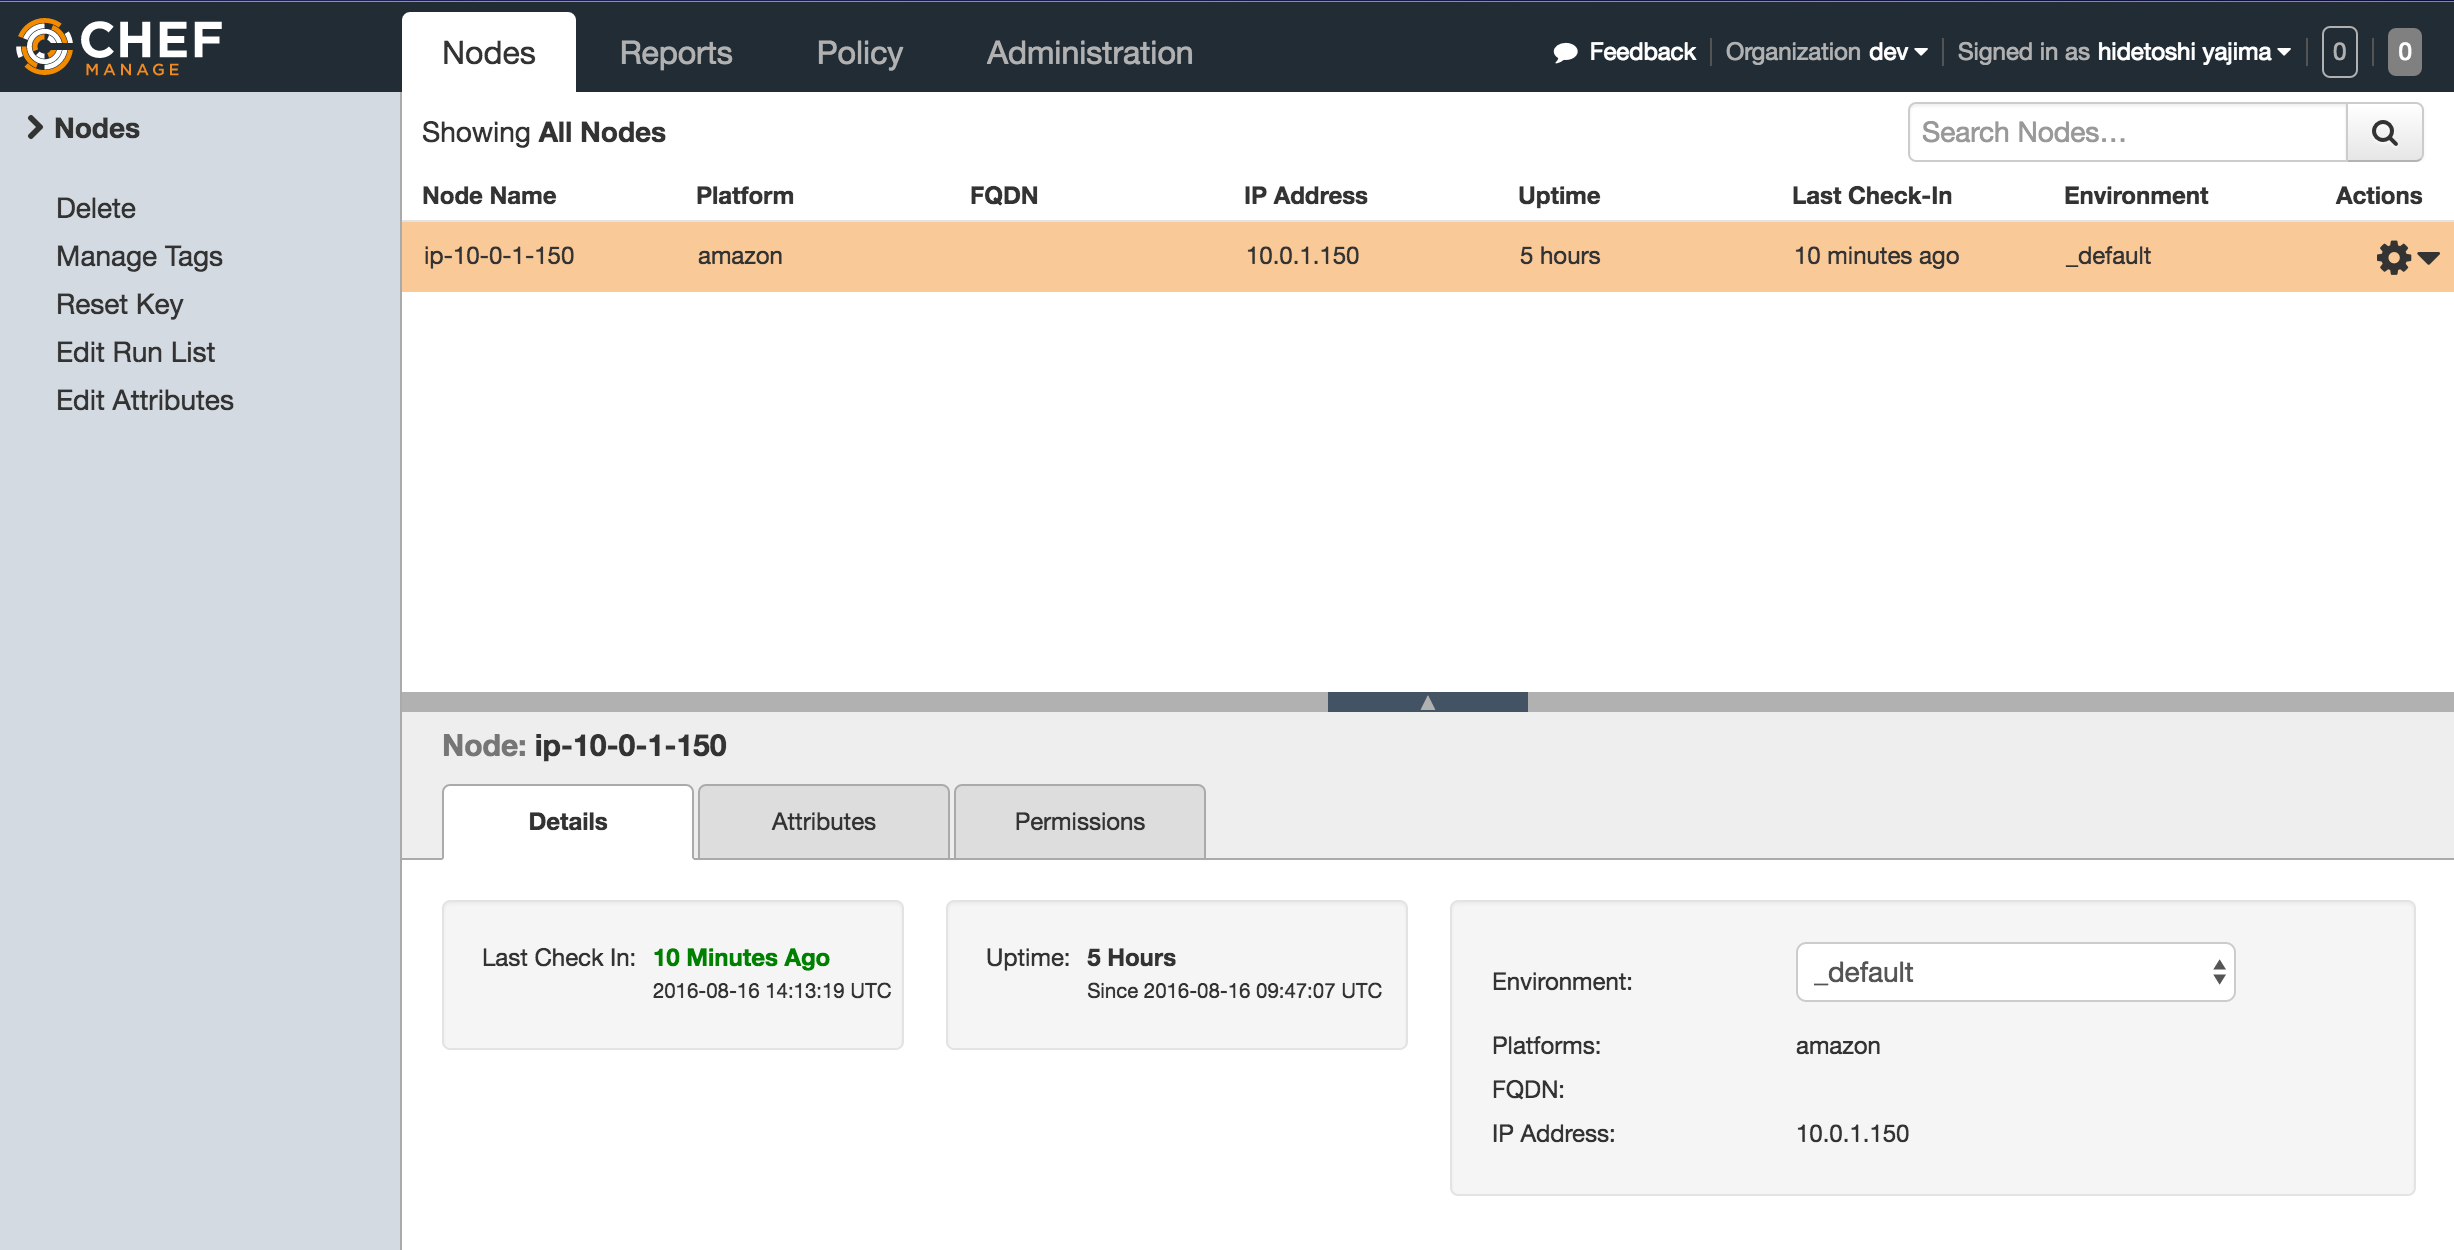 CHEF
MANAGE
Nodes Reports Policy Administration Feedback Organization dev Signed in as hidetoshi yajima 0 0
Nodes
Delete
Manage Tags
Reset Key
Edit Run List
Edit Attributes
Showing All Nodes Search Nodes...
Node Name Platform FQDN IP Address Uptime Last Check-In Environment Actions
ip-10-0-1-150 amazon 10.0.1.150 5 hours 10 minutes ago _default
Node: ip-10-0-1-150
Details Attributes Permissions
Last Check In: 10 Minutes Ago
2016-08-16 14:13:19 UTC
Uptime: 5 Hours
Since 2016-08-16 09:47:07 UTC
Environment: _default
Platforms: amazon
FQDN:
IP Address: 10.0.1.150